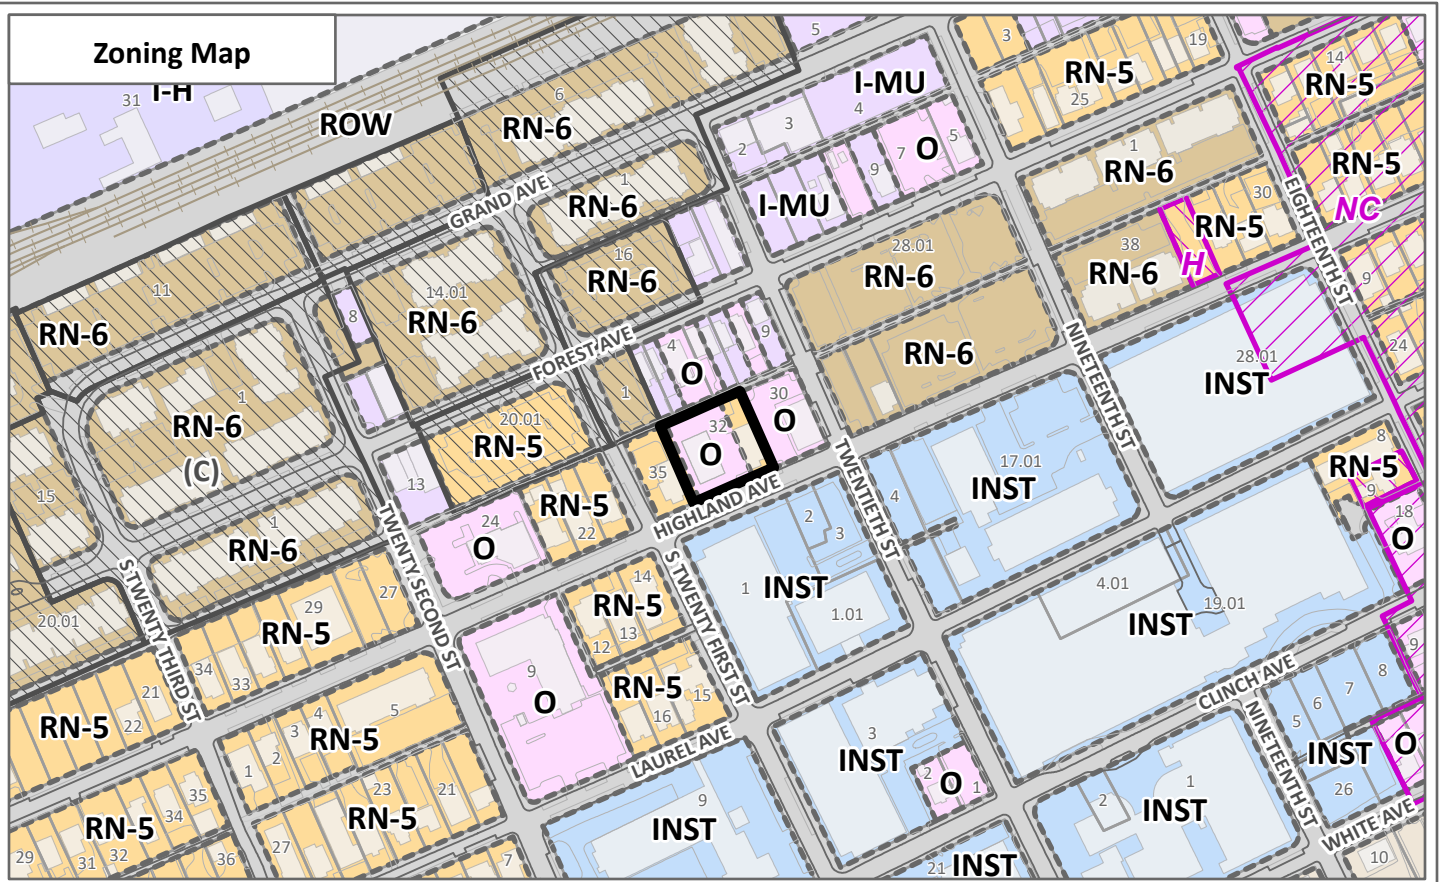 Zoning Map
5
3
19
14
31
I-H
6
ROW
RN-6
I-MU
4
3
2
RN-5
25
RN-5
O
7
5
9
1
RN-6
RN-5
GRAND AVE
1
RN-6
I-MU
30
RN-5
EIGHTEENTH ST
NC
H
38
RN-6
28.01
RN-6
16
RN-6
11
RN-6
14.01
RN-6
8
9
FOREST AVE
4
O
9
RN-6
NINETEENTH ST
28.01
INST
24
1
RN-6
(C)
1
32
O
30
O
20.01
RN-5
35
HIGHLAND AVE
TWENTIETH ST
17.01
INST
4
8
RN-5
9
18
O
15
13
24
O
RN-5
22
2
3
1
INST
1.01
1
RN-6
TWENTY SECOND ST
S TWENTY THIRD ST
S TWENTY FIRST ST
14
RN-5
13
12
4.01
19.01
INST
20.01
29
RN-5
27
34
33
9
O
RN-5
15
16
CLINCH AVE
9
8
7
6
5
INST
26
O
21
RN-5
22
4
5
3
RN-5
2
1
LAUREL AVE
3
INST
2
O
1
NINETEENTH ST
35
34
RN-5
29
31
32
36
23
21
RN-5
27
7
9
INST
21
INST
2
1
INST
WHITE AVE
10